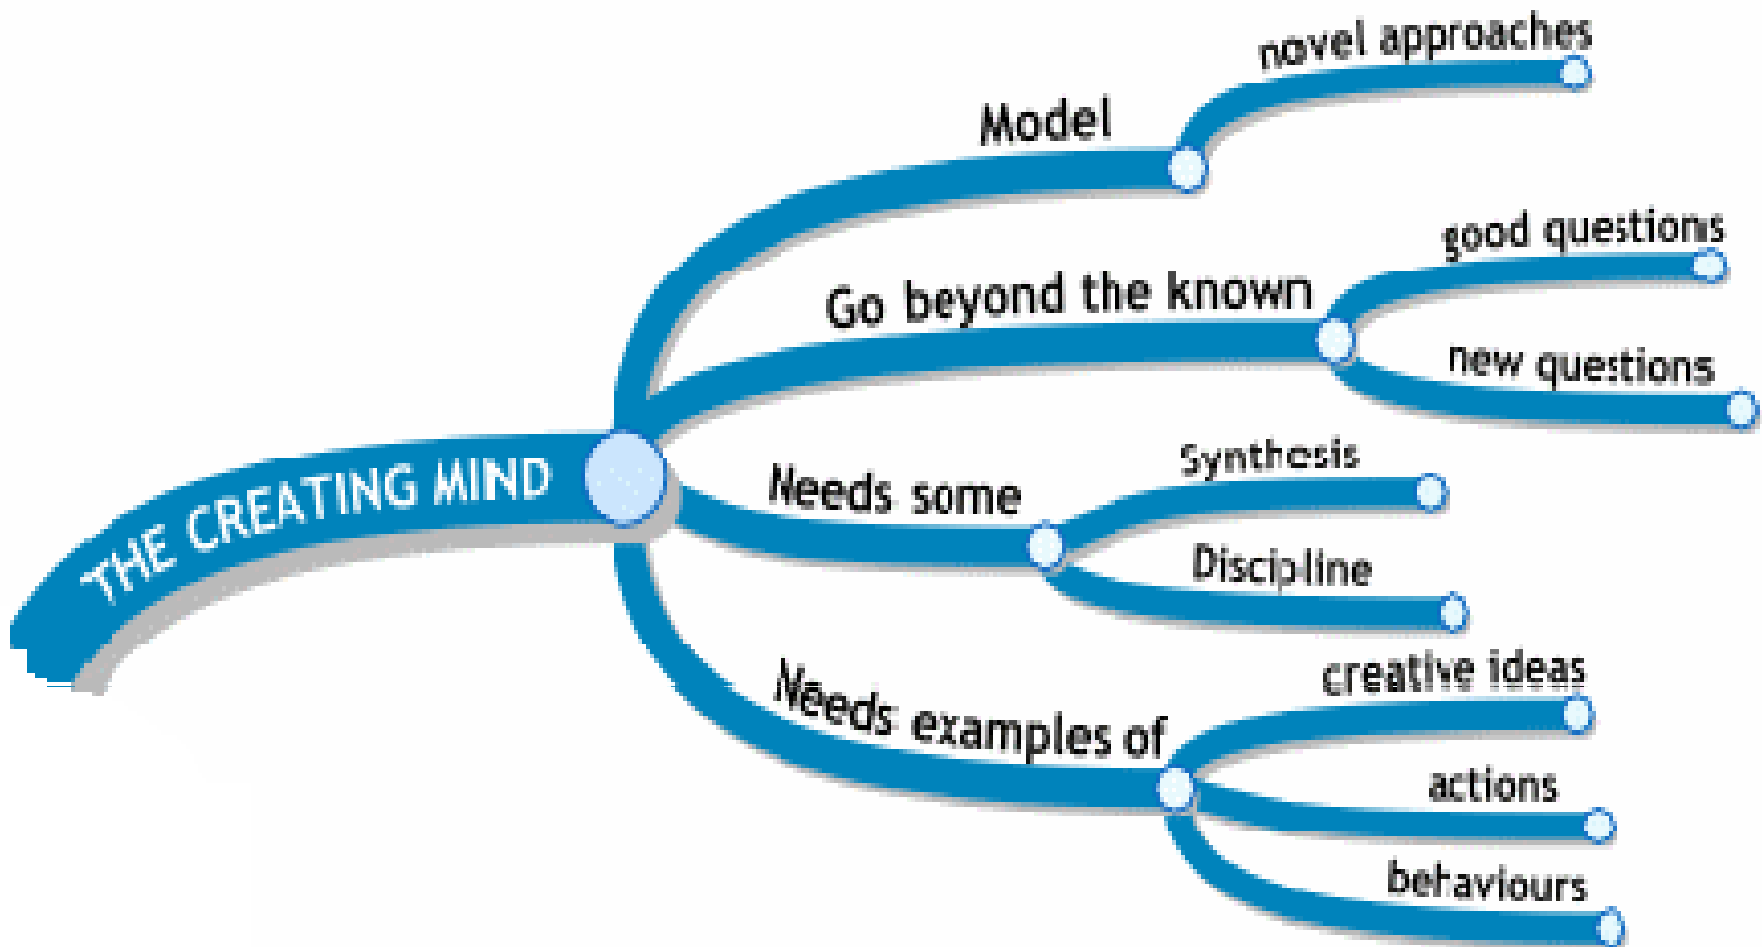 THE CREATING MIND
Model
novel approaches
Go beyond the known
good questions
new questions
Needs some
Synthesis
Discipline
Needs examples of
creative ideas
actions
behaviours